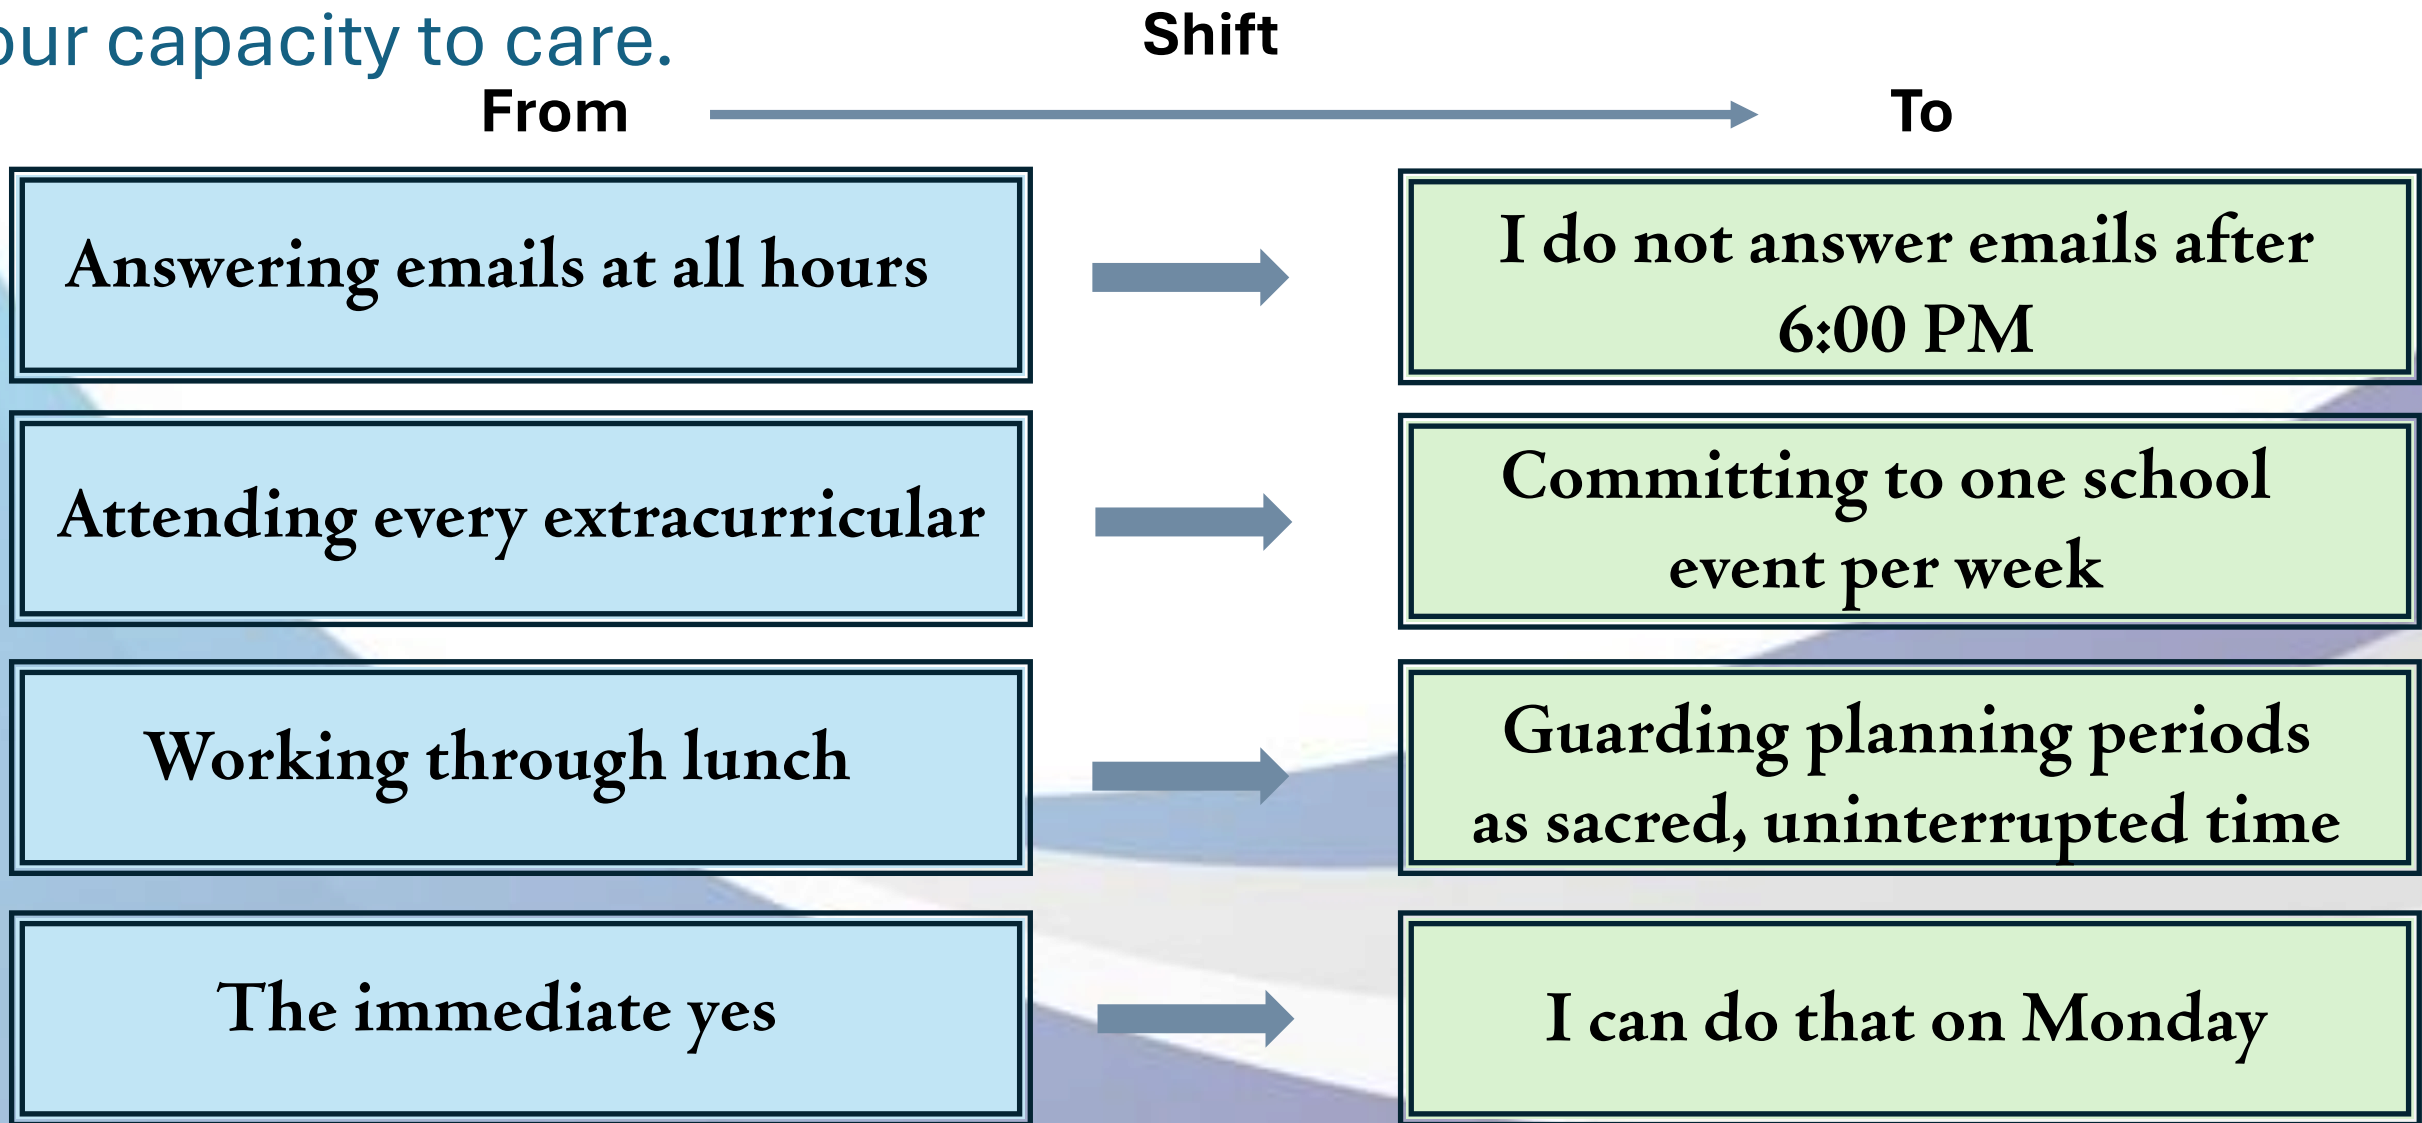 our capacity to care.
Shift
From
To
Answering emails at all hours
I do not answer emails after
6:00 PM
Attending every extracurricular
Committing to one school
event per week
Working through lunch
Guarding planning periods
as sacred, uninterrupted time
The immediate yes
I can do that on Monday